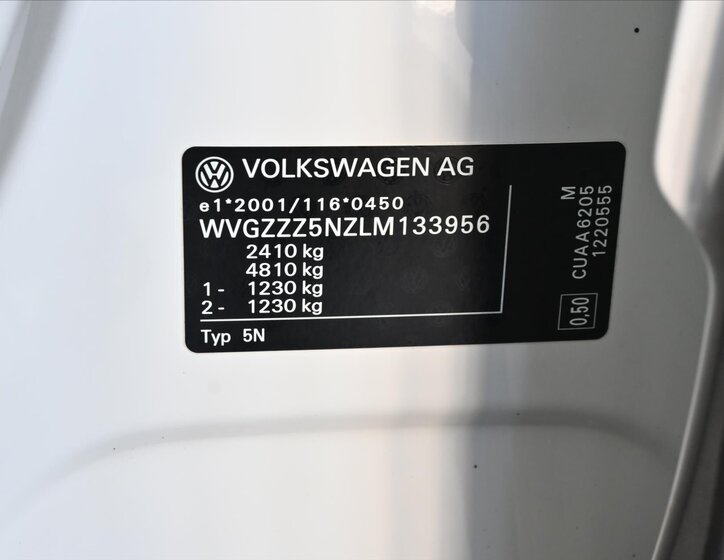 VOLKSWAGEN AG
e1*2001/116*0450
WVGZZZ5NZLM133956
2410 kg
4810 kg
1 - 1230 kg
2 - 1230 kg
Typ 5N
0,50
CUAA6205 M
1220555